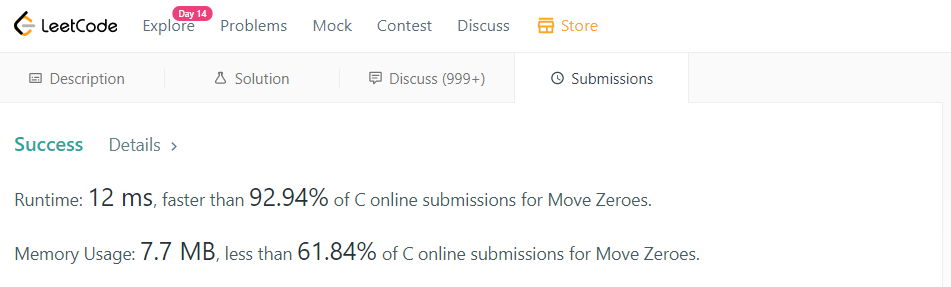 LeetCode Explore Day 14 Problems Mock Contest Discuss Store
Description Solution Discuss (999+) Submissions
Success Details >
Runtime: 12 ms, faster than 92.94% of C online submissions for Move Zeroes.
Memory Usage: 7.7 MB, less than 61.84% of C online submissions for Move Zeroes.